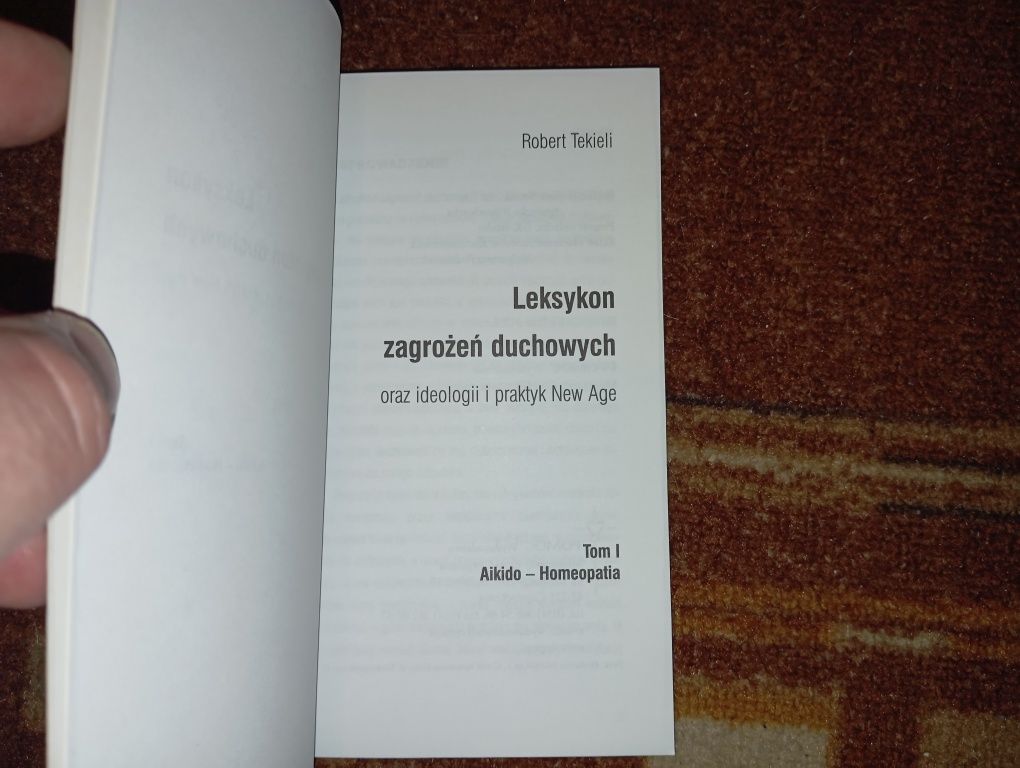 Robert Tekieli
Leksykon
zagrożeń duchowych
oraz ideologii i praktyk New Age
Tom I
Aikido – Homeopatia